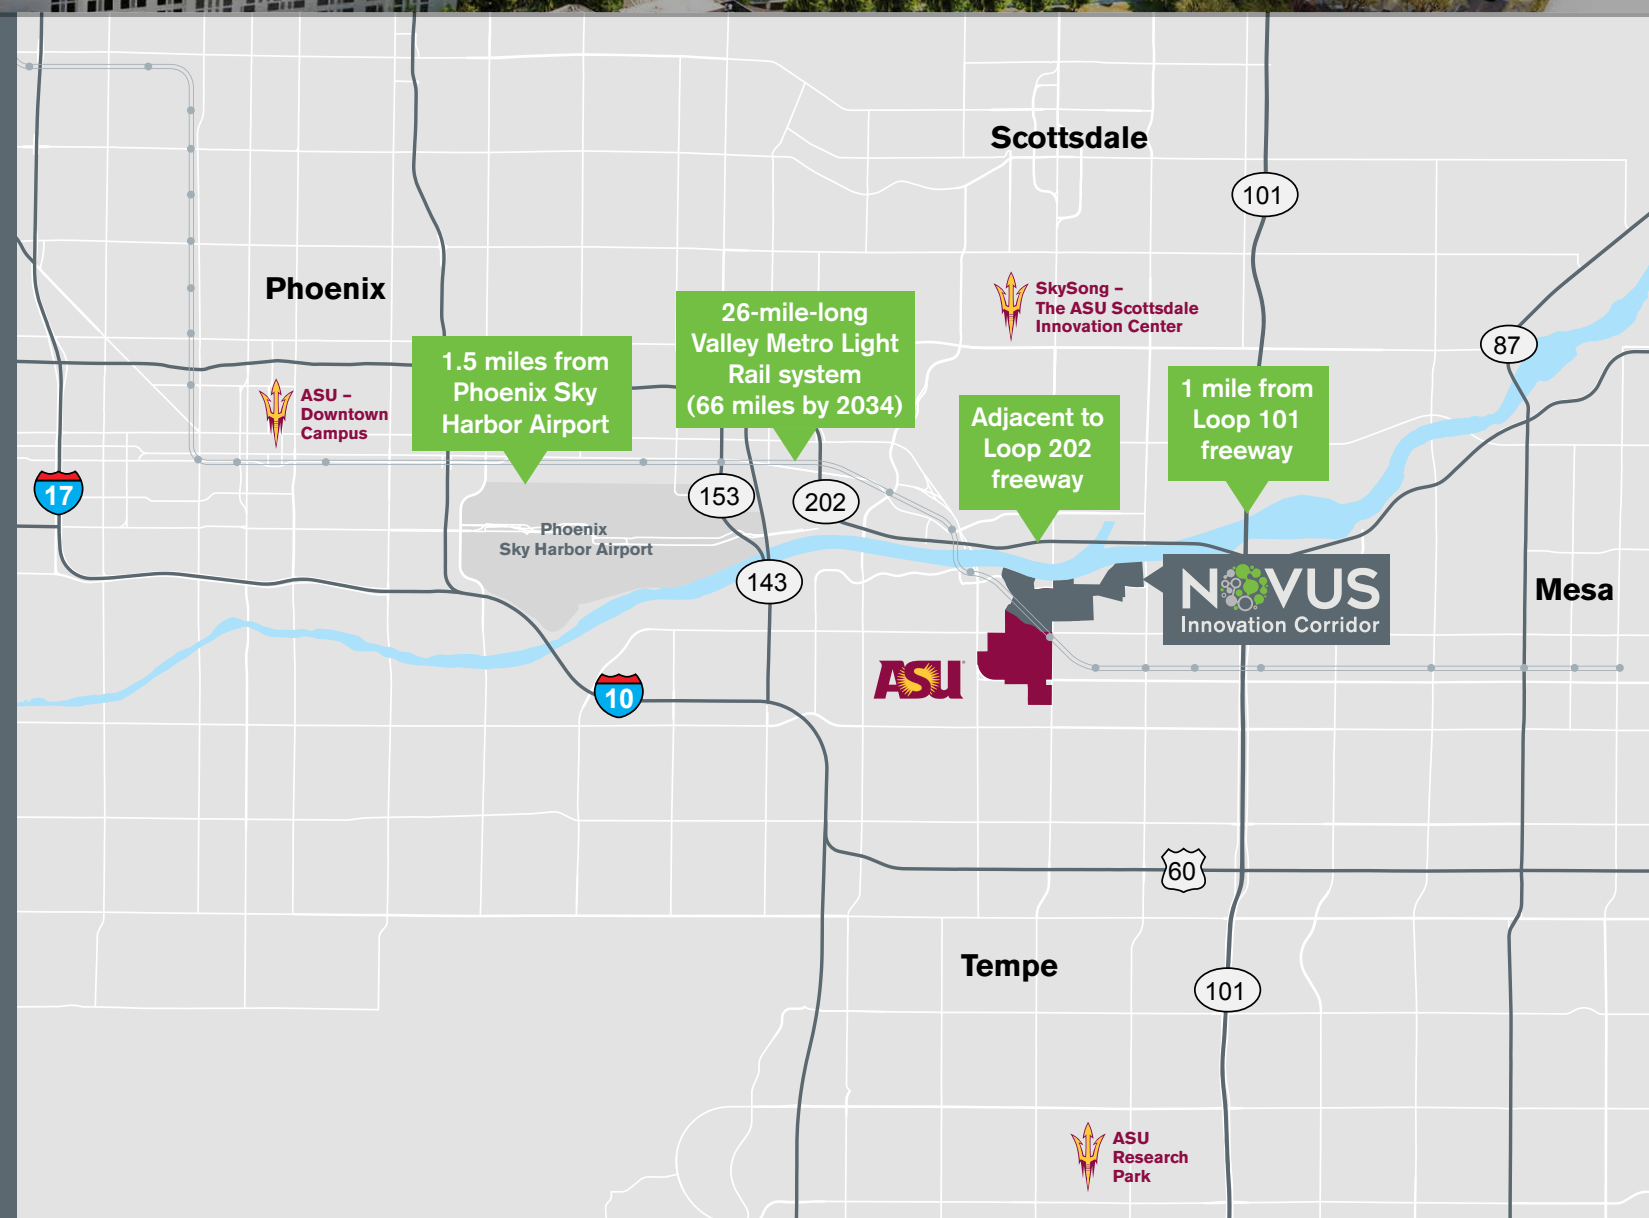 Scottsdale
101
Phoenix
SkySong –
The ASU Scottsdale
Innovation Center
26-mile-long
Valley Metro Light
Rail system
(66 miles by 2034)
87
1.5 miles from
Phoenix Sky
Harbor Airport
1 mile from
Loop 101
freeway
ASU –
Downtown
Campus
Adjacent to
Loop 202
freeway
17
153
202
Phoenix
Sky Harbor Airport
143
NOVUS
Innovation Corridor
Mesa
ASU
10
60
Tempe
101
ASU
Research
Park